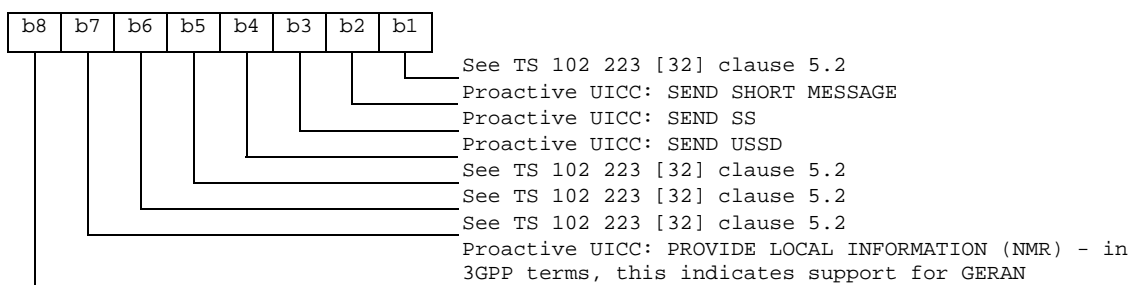 b8 b7 b6 b5 b4 b3 b2 b1
See TS 102 223 [32] clause 5.2
Proactive UICC: SEND SHORT MESSAGE
Proactive UICC: SEND SS
Proactive UICC: SEND USSD
See TS 102 223 [32] clause 5.2
See TS 102 223 [32] clause 5.2
See TS 102 223 [32] clause 5.2
Proactive UICC: PROVIDE LOCAL INFORMATION (NMR) - in
3GPP terms, this indicates support for GERAN